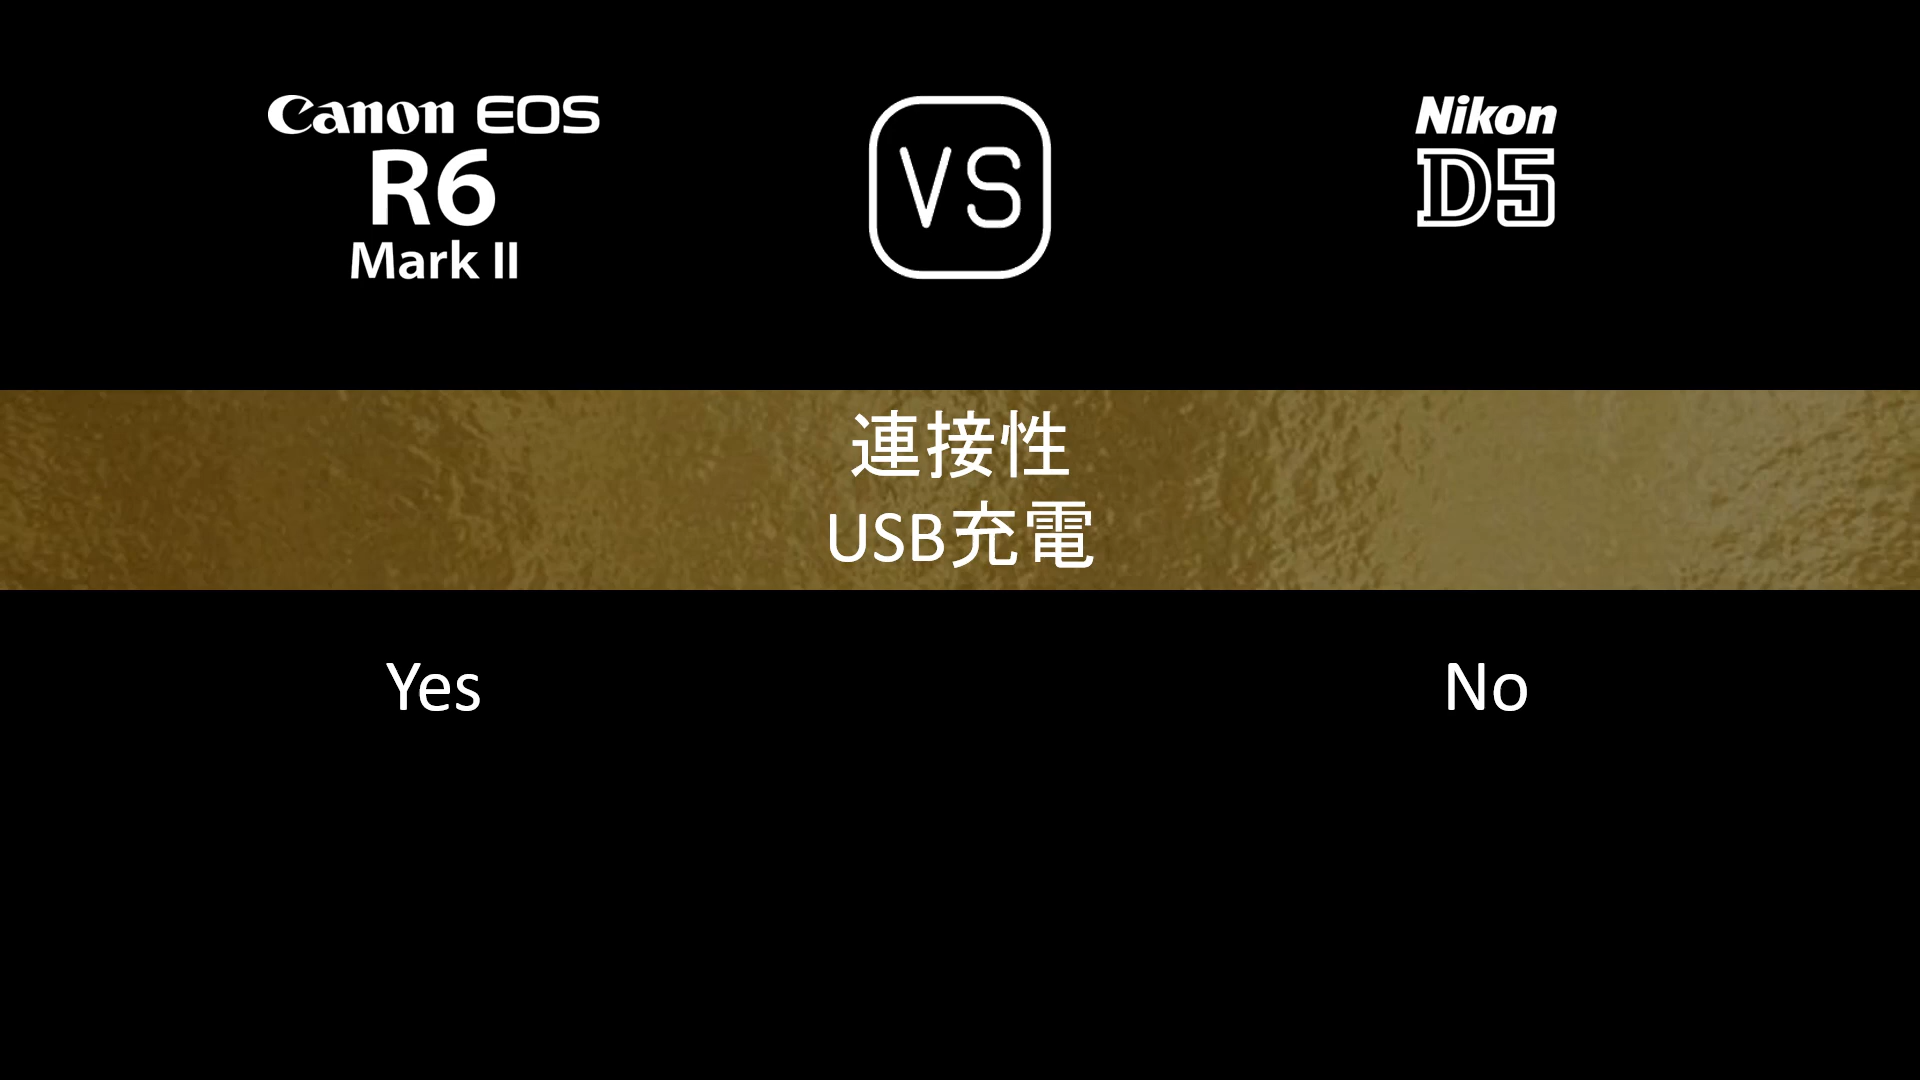 Canon EOS
R6
Mark II
VS
Nikon
D5
連接性
USB充電
Yes
No